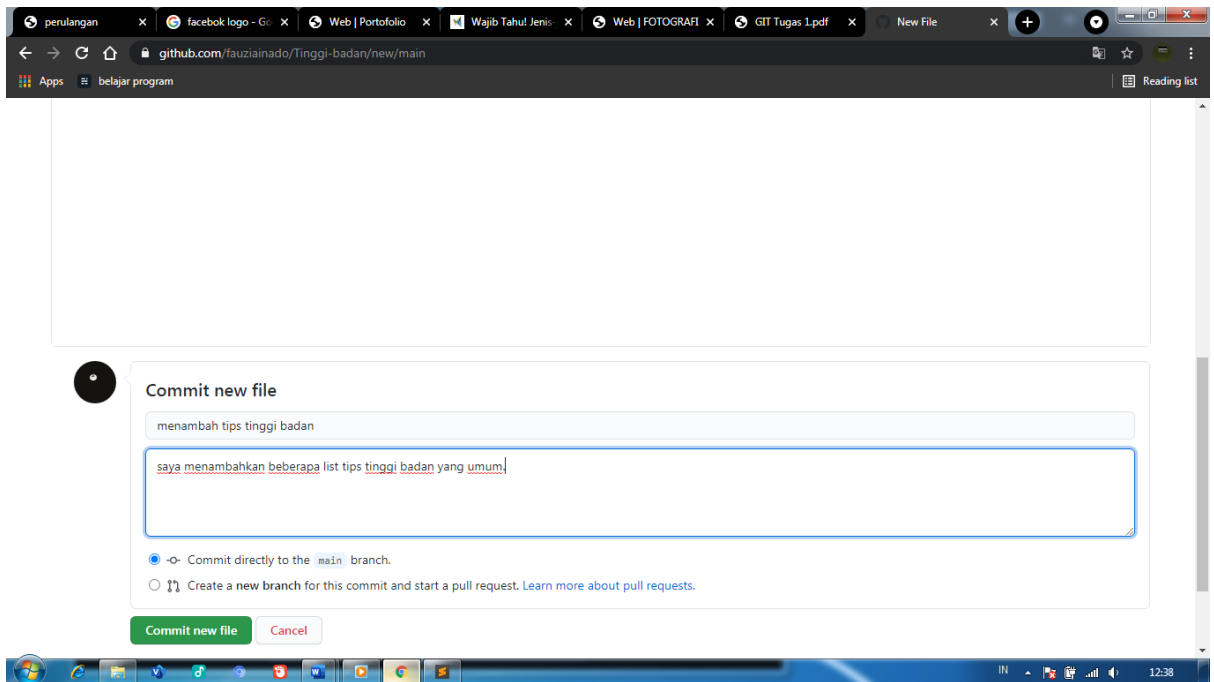 perulangan
facebok logo - Go
Web | Portofolio
Wajib Tahu! Jenis-
Web | FOTOGRAFI
GIT Tugas 1.pdf
New File
github.com/fauziainado/Tinggi-badan/new/main
Apps
belajar program
Reading list
Commit new file
menambah tips tinggi badan
saya menambahkan beberapa list tips tinggi badan yang umum.
Commit directly to the main branch.
Create a new branch for this commit and start a pull request. Learn more about pull requests.
Commit new file
Cancel
IN
12:38